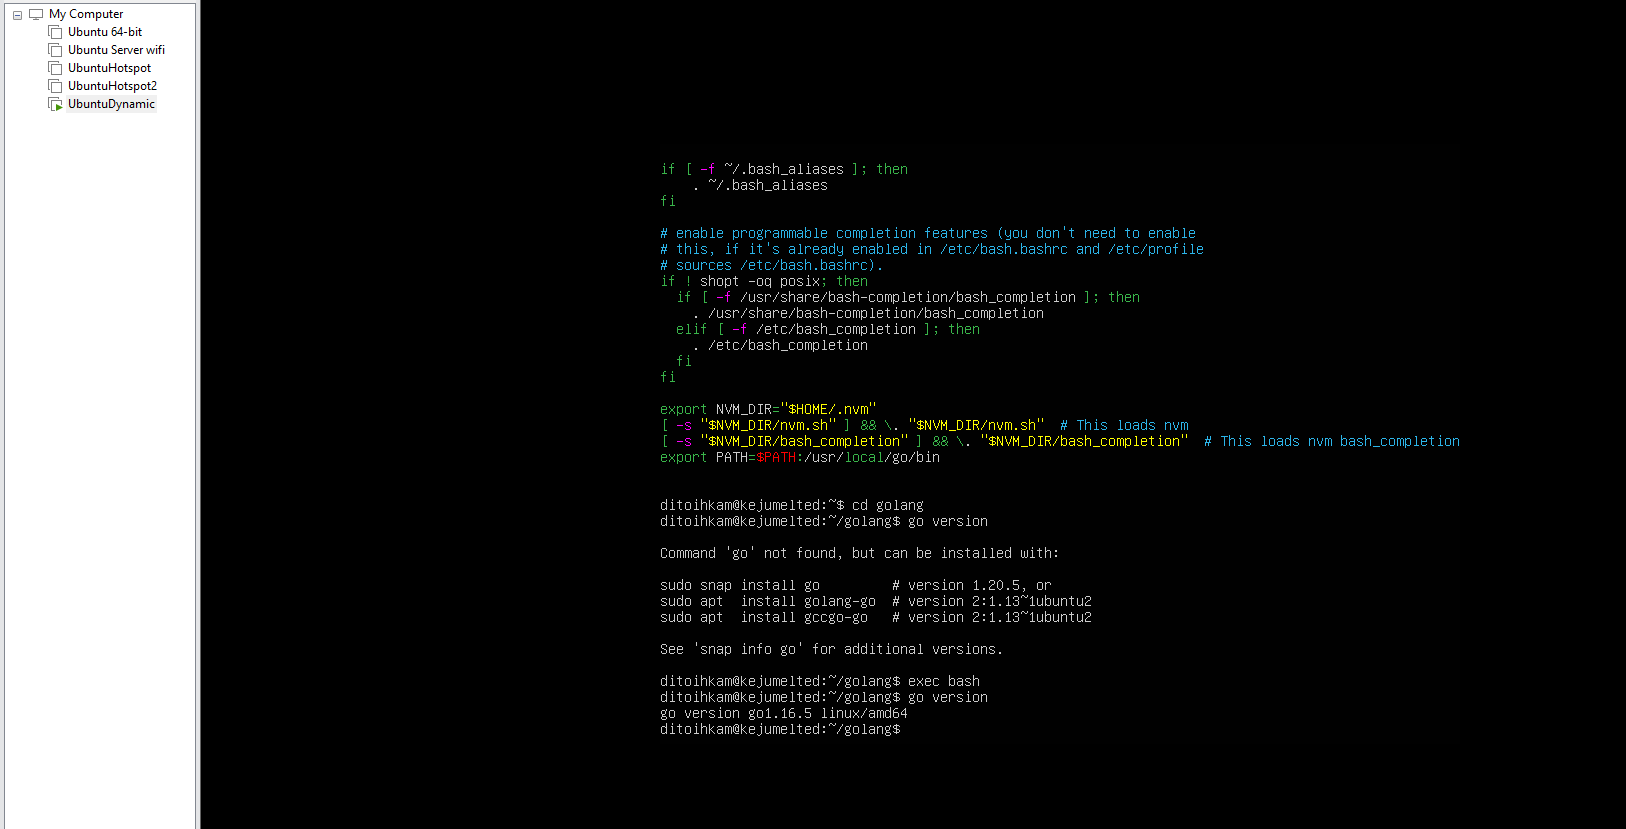 My Computer
Ubuntu 64-bit
Ubuntu Server wifi
UbuntuHotspot
UbuntuHotspot2
UbuntuDynamic
if [ -f ~/.bash_aliases ]; then
    . ~/.bash_aliases
fi
# enable programmable completion features (you don't need to enable
# this, if it's already enabled in /etc/bash.bashrc and /etc/profile
# sources /etc/bash.bashrc).
if ! shopt -oq posix; then
  if [ -f /usr/share/bash-completion/bash_completion ]; then
    . /usr/share/bash-completion/bash_completion
  elif [ -f /etc/bash_completion ]; then
    . /etc/bash_completion
  fi
fi
export NVM_DIR="$HOME/.nvm"
[ -s "$NVM_DIR/nvm.sh" ] && \. "$NVM_DIR/nvm.sh"  # This loads nvm
[ -s "$NVM_DIR/bash_completion" ] && \. "$NVM_DIR/bash_completion"  # This loads nvm bash_completion
export PATH=$PATH:/usr/local/go/bin
ditoihkam@kejumelted:~$ cd golang
ditoihkam@kejumelted:~/golang$ go version
Command 'go' not found, but can be installed with:
sudo snap install go         # version 1.20.5, or
sudo apt  install golang-go  # version 2:1.13~1ubuntu2
sudo apt  install gccgo-go   # version 2:1.13~1ubuntu2
See 'snap info go' for additional versions.
ditoihkam@kejumelted:~/golang$ exec bash
ditoihkam@kejumelted:~/golang$ go version
go version go1.16.5 linux/amd64
ditoihkam@kejumelted:~/golang$